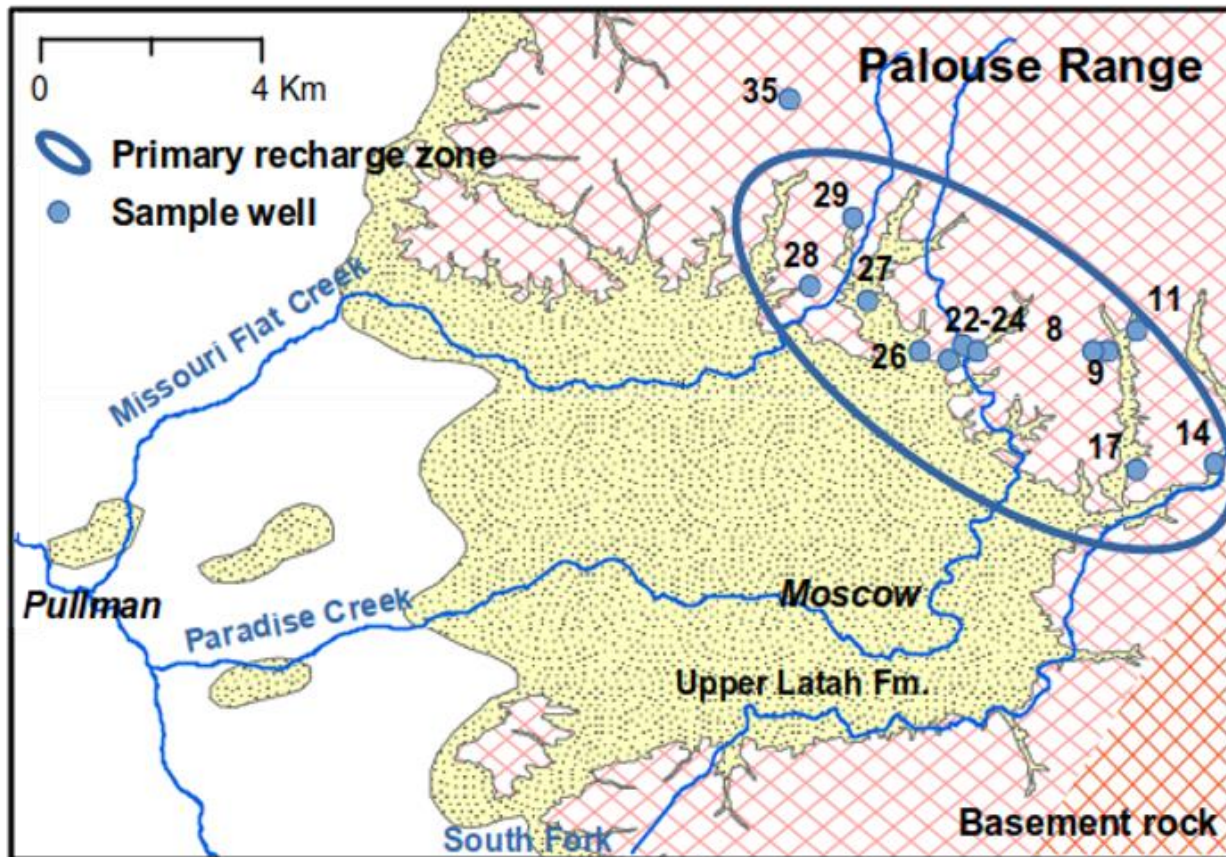 Palouse Range
0 4 Km
Primary recharge zone
Sample well
35
29
28
27
22-24
26
8
9
11
17
14
Missouri Flat Creek
Pullman
Paradise Creek
Moscow
Upper Latah Fm.
South Fork
Basement rock